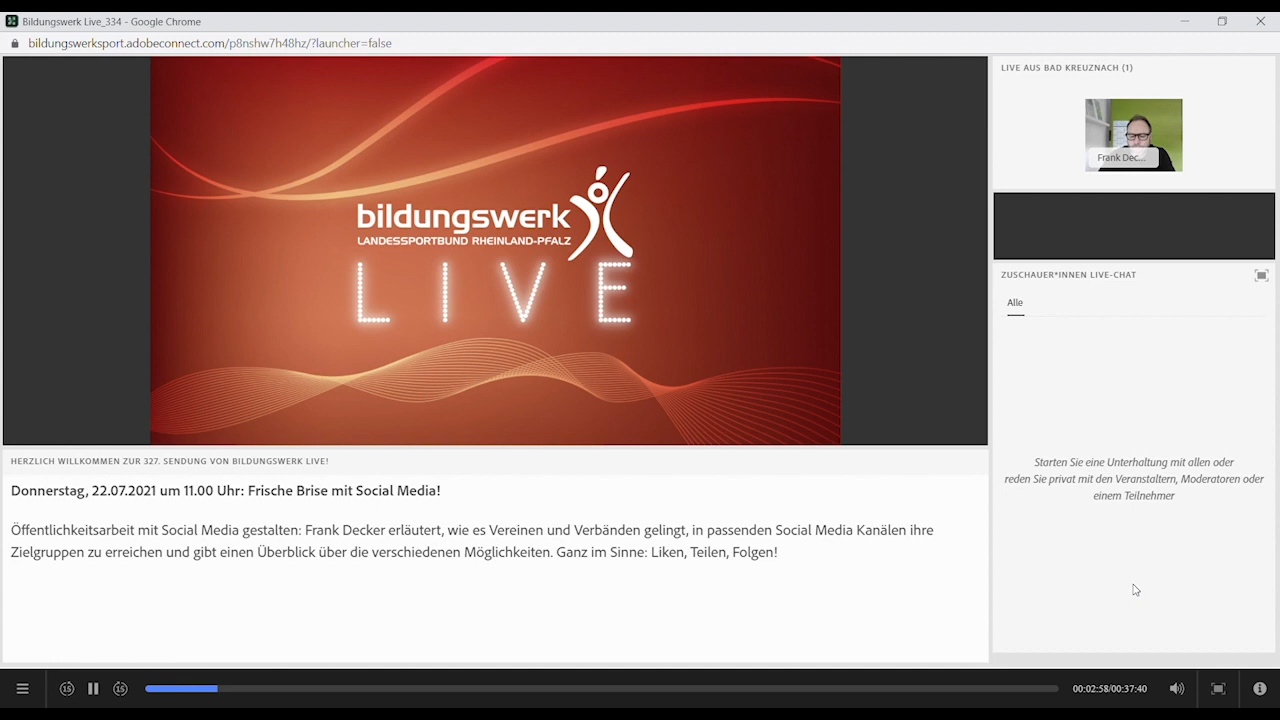 Bildungswerk Live_334 - Google Chrome
bildungswerksport.adobeconnect.com/p8nshw7h48hz/?launcher=false
bildungswerk
LANDESSPORTBUND RHEINLAND-PFALZ
LIVE
LIVE AUS BAD KREUZNACH (1)
Frank Dec...
ZUSCHAUER*INNEN LIVE-CHAT
Alle
Starten Sie eine Unterhaltung mit allen oder
reden Sie privat mit den Veranstaltern, Moderatoren oder
einem Teilnehmer
HERZLICH WILLKOMMEN ZUR 327. SENDUNG VON BILDUNGSWERK LIVE!
Donnerstag, 22.07.2021 um 11.00 Uhr: Frische Brise mit Social Media!
Öffentlichkeitsarbeit mit Social Media gestalten: Frank Decker erläutert, wie es Vereinen und Verbänden gelingt, in passenden Social Media Kanälen ihre
Zielgruppen zu erreichen und gibt einen Überblick über die verschiedenen Möglichkeiten. Ganz im Sinne: Liken, Teilen, Folgen!
15
15
00:02:58/00:37:40